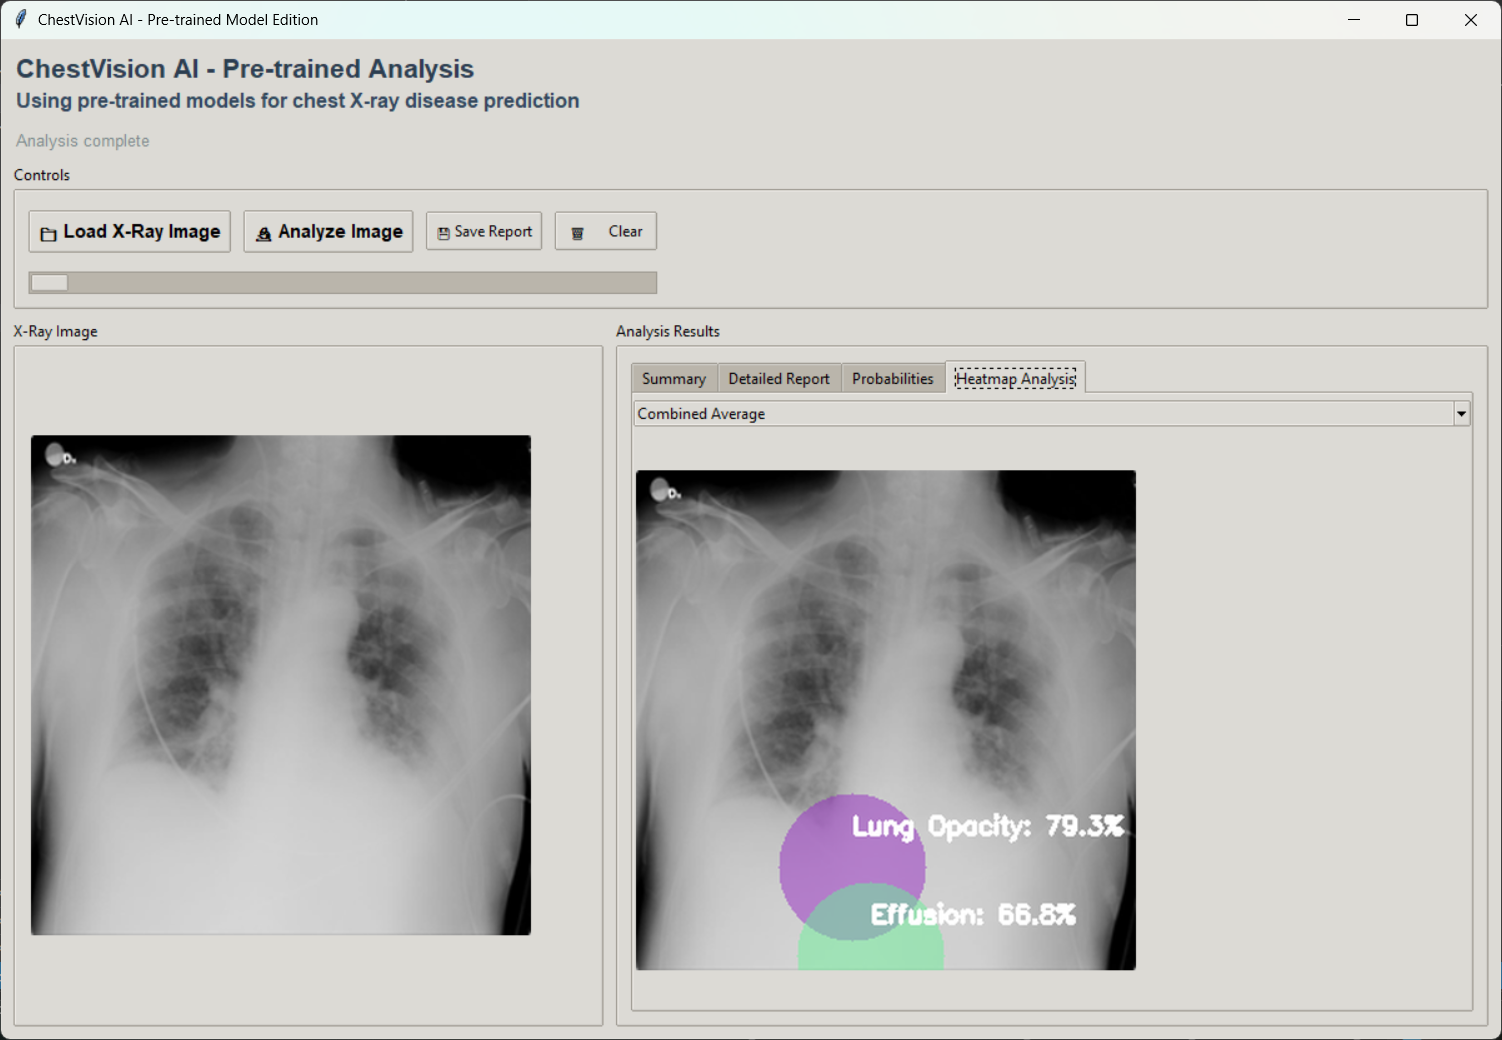 ChestVision AI - Pre-trained Model Edition
ChestVision AI - Pre-trained Analysis
Using pre-trained models for chest X-ray disease prediction
Analysis complete
Controls
Load X-Ray Image
Analyze Image
Save Report
Clear
X-Ray Image
D.
Analysis Results
Summary
Detailed Report
Probabilities
Heatmap Analysis
Combined Average
D.
Lung Opacity: 79.3%
Effusion: 66.8%